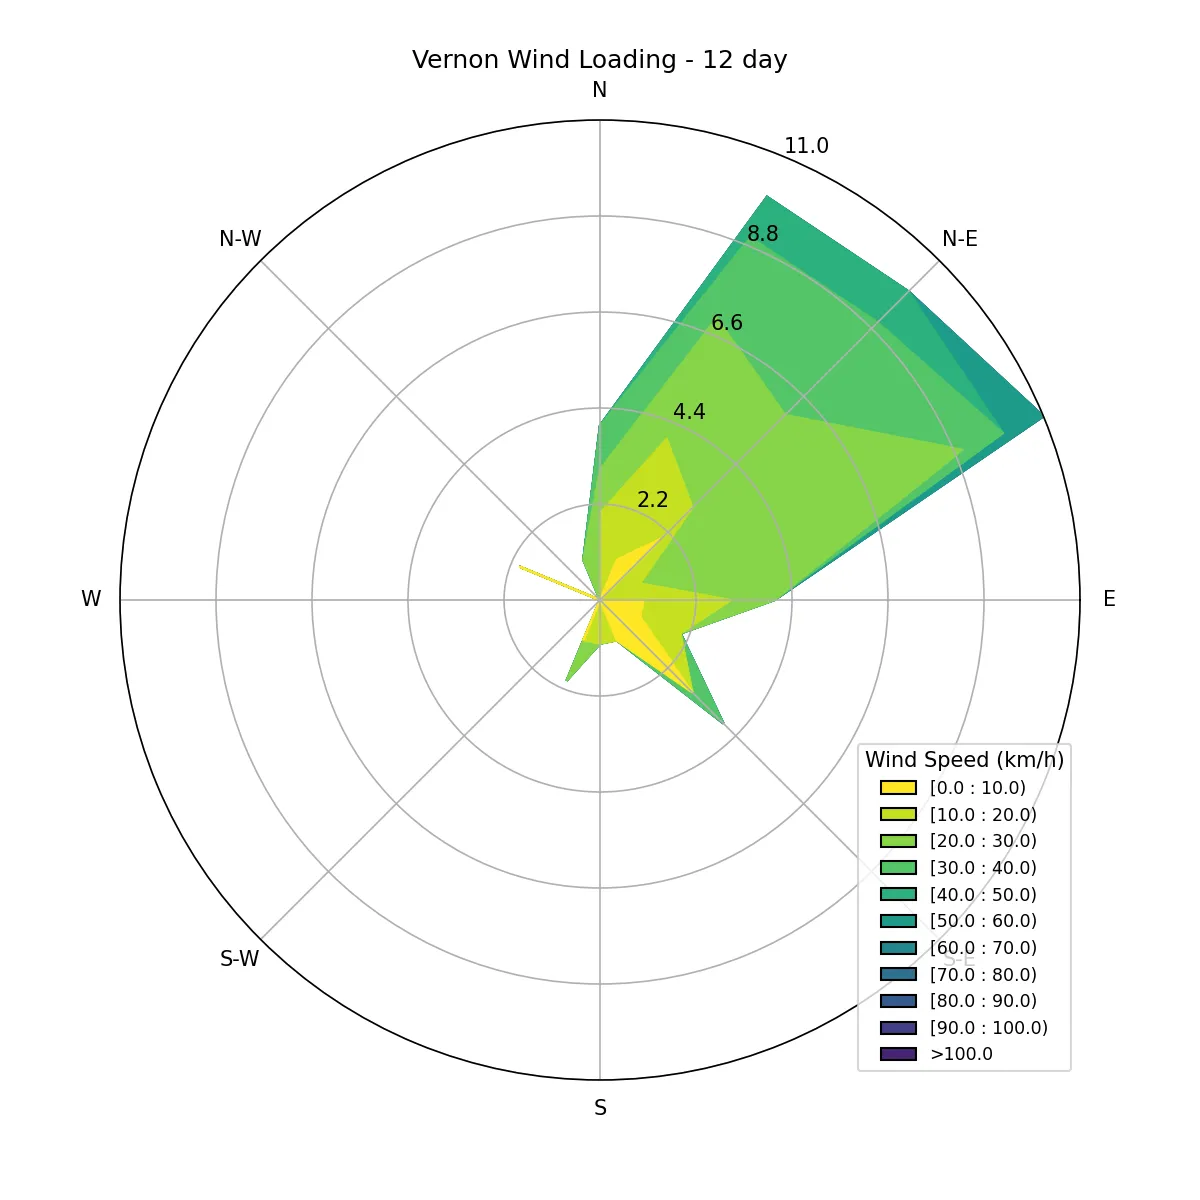 Vernon Wind Loading - 12 day
N
11.0
8.8
N-W
N-E
6.6
4.4
2.2
W
E
Wind Speed (km/h)
[0.0 : 10.0)
[10.0 : 20.0)
[20.0 : 30.0)
[30.0 : 40.0)
[40.0 : 50.0)
[50.0 : 60.0)
[60.0 : 70.0)
S-W
S-E
[70.0 : 80.0)
[80.0 : 90.0)
[90.0 : 100.0)
>100.0
S